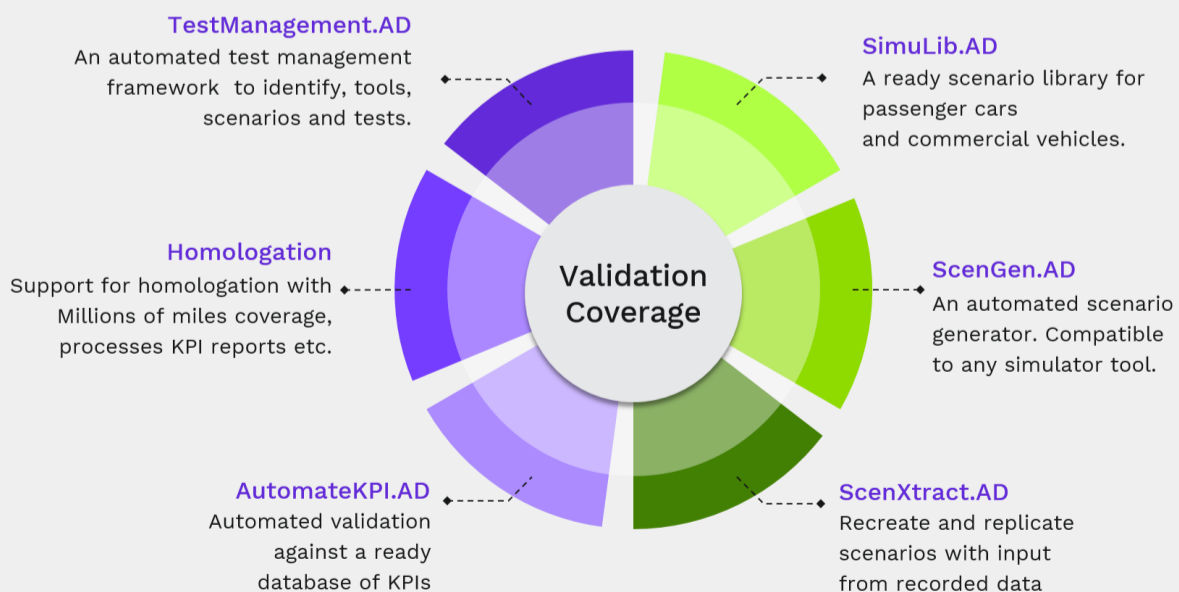 TestManagement.AD
An automated test management
framework to identify, tools,
scenarios and tests.
SimuLib.AD
A ready scenario library for
passenger cars
and commercial vehicles.
Homologation
Support for homologation with
Millions of miles coverage,
processes KPI reports etc.
Validation
Coverage
ScenGen.AD
An automated scenario
generator. Compatible
to any simulator tool.
AutomateKPI.AD
Automated validation
against a ready
database of KPIs
ScenXtract.AD
Recreate and replicate
scenarios with input
from recorded data